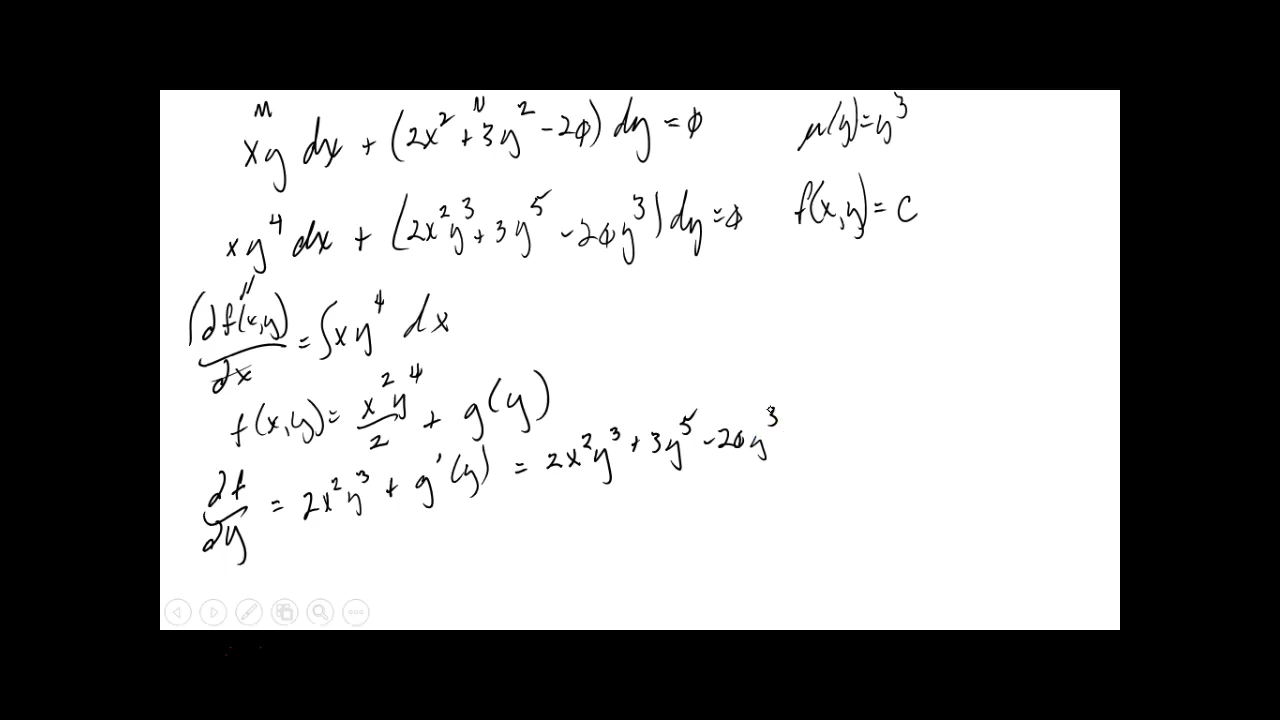 M N
xy dx + (2x² + 3y² - 20) dy = 0 μ(y) = y³
xy⁴ dx + (2x²y³ + 3y⁵ - 20y³) dy = 0 f(x,y) = C
∫ ∂f(x,y)/∂x = ∫ xy⁴ dx
f(x,y) = x²y⁴/2 + g(y)
∂f/∂y = 2x²y³ + g'(y) = 2x²y³ + 3y⁵ - 20y³